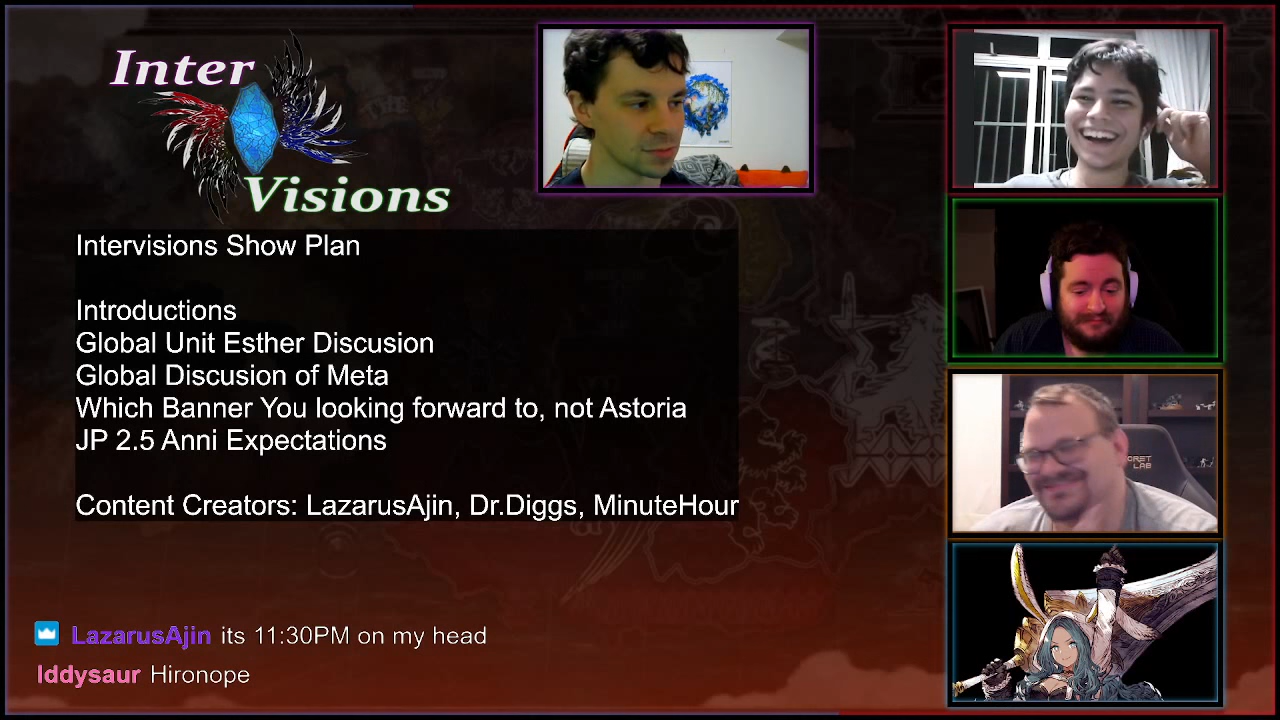 Inter
Visions
Intervisions Show Plan
Introductions
Global Unit Esther Discusion
Global Discusion of Meta
Which Banner You looking forward to, not Astoria
JP 2.5 Anni Expectations
Content Creators: LazarusAjin, Dr.Diggs, MinuteHour
LazarusAjin its 11:30PM on my head
Iddysaur Hironope
LAB